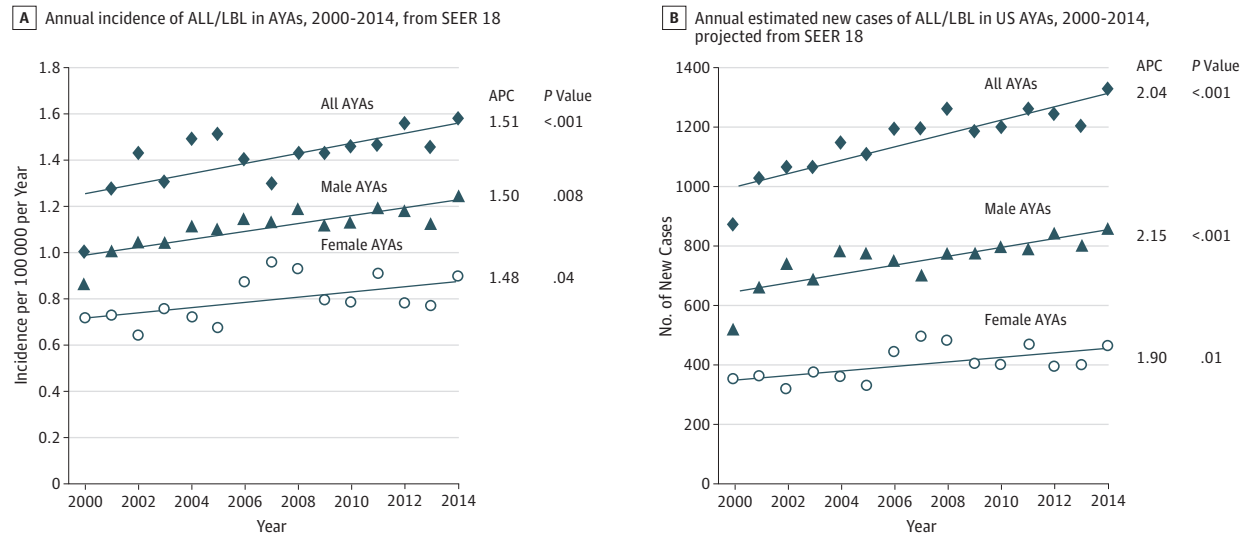 A Annual incidence of ALL/LBL in AYAs, 2000-2014, from SEER 18
1.8
1.6
1.4
1.2
1.0
0.8
0.6
0.4
0.2
0
Incidence per 100 000 per Year
2000
2002
2004
2006
2008
2010
2012
2014
Year
All AYAs
Male AYAs
Female AYAs
APC P Value
1.51 <.001
1.50 .008
1.48 .04
B Annual estimated new cases of ALL/LBL in US AYAs, 2000-2014,
projected from SEER 18
1400
1200
1000
800
600
400
200
0
No. of New Cases
2000
2002
2004
2006
2008
2010
2012
2014
Year
All AYAs
Male AYAs
Female AYAs
APC P Value
2.04 <.001
2.15 <.001
1.90 .01